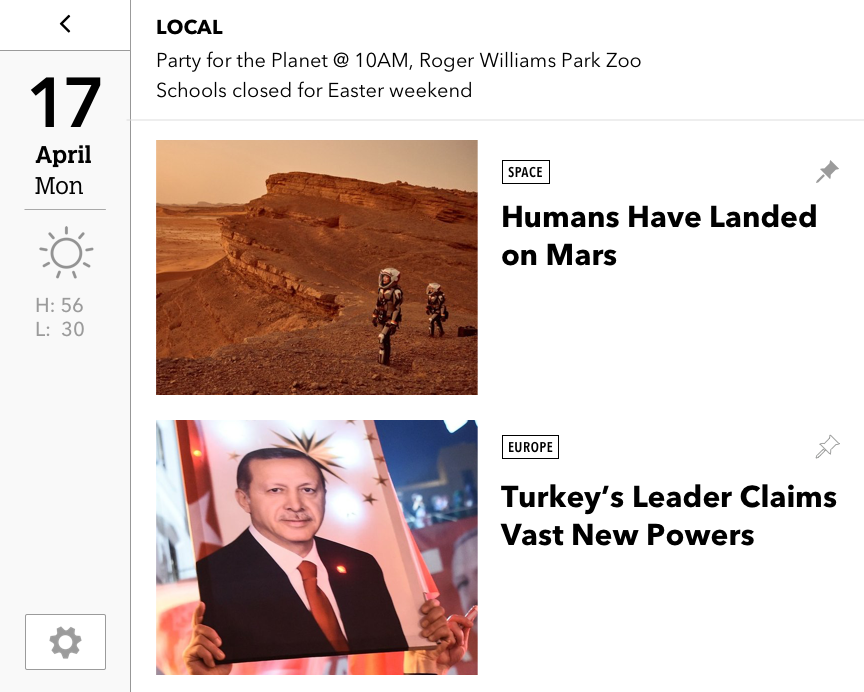 17
April
Mon
H: 56
L: 30
LOCAL
Party for the Planet @ 10AM, Roger Williams Park Zoo
Schools closed for Easter weekend
SPACE
Humans Have Landed
on Mars
EUROPE
Turkey’s Leader Claims
Vast New Powers